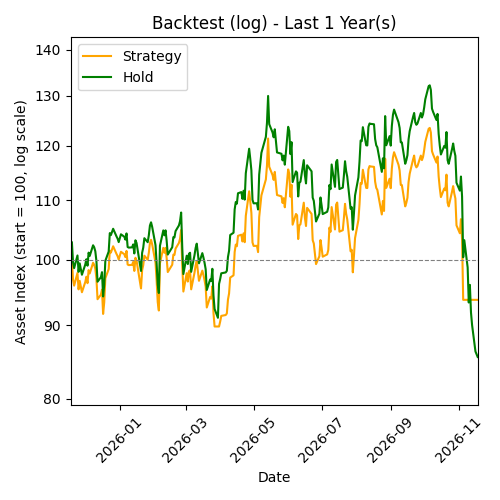 Backtest (log) - Last 1 Year(s)
Strategy
Hold
Asset Index (start = 100, log scale)
140
130
120
110
100
90
80
2026-01
2026-03
2026-05
2026-07
2026-09
2026-11
Date